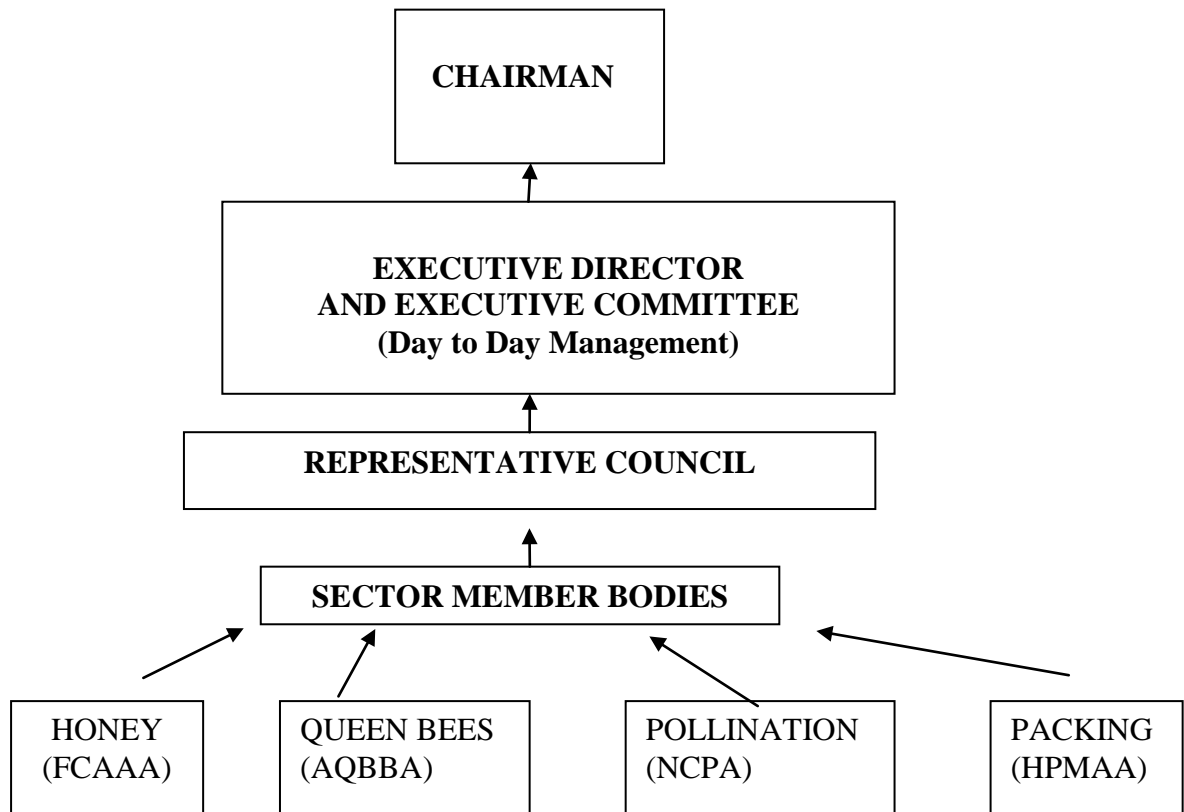 CHAIRMAN
EXECUTIVE DIRECTOR
AND EXECUTIVE COMMITTEE
(Day to Day Management)
REPRESENTATIVE COUNCIL
SECTOR MEMBER BODIES
HONEY
(FCAAA)
QUEEN BEES
(AQBBA)
POLLINATION
(NCPA)
PACKING
(HPMAA)